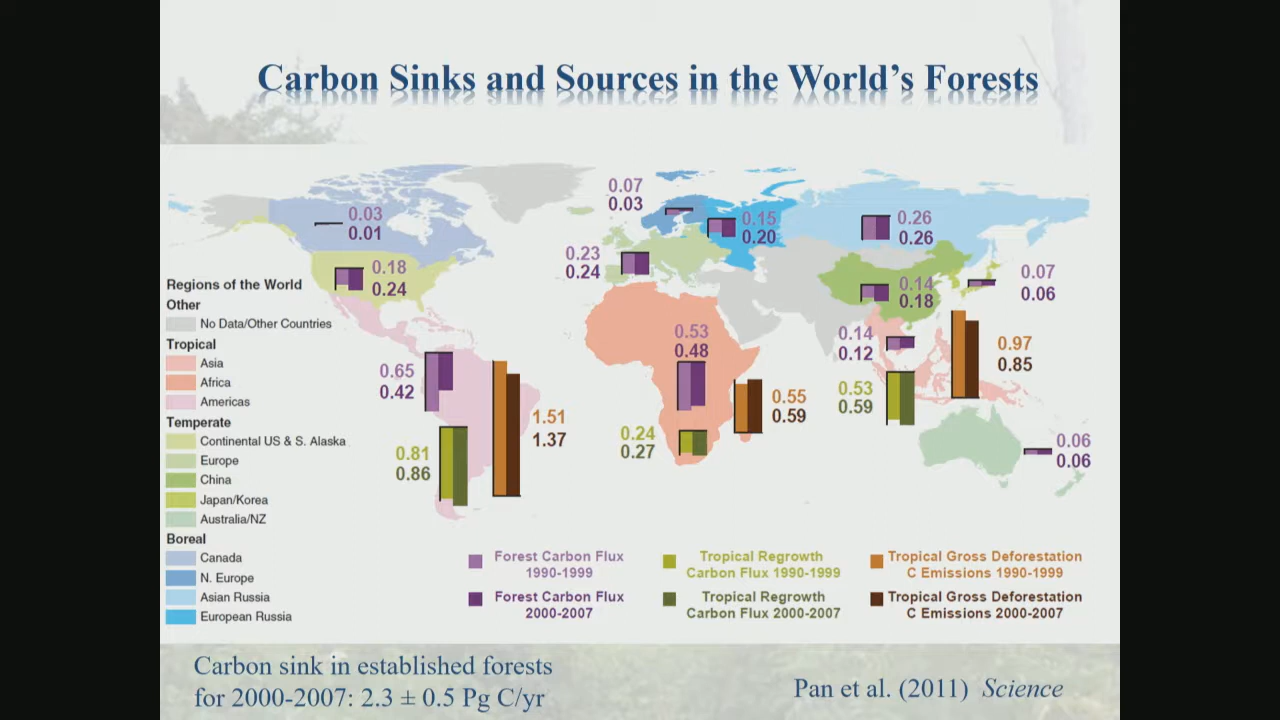 Carbon Sinks and Sources in the World's Forests
0.07
0.03
0.03
0.01
0.15
0.20
0.26
0.26
0.18
0.24
0.23
0.24
0.14
0.18
0.07
0.06
Regions of the World
Other
No Data/Other Countries
Tropical
Asia
Africa
Americas
Temperate
Continental US & S. Alaska
Europe
China
Japan/Korea
Australia/NZ
Boreal
Canada
N. Europe
Asian Russia
European Russia
0.65
0.42
0.81
0.86
1.51
1.37
0.53
0.48
0.24
0.27
0.55
0.59
0.14
0.12
0.53
0.59
0.97
0.85
0.06
0.06
Forest Carbon Flux
1990-1999
Tropical Regrowth
Carbon Flux 1990-1999
Tropical Gross Deforestation
C Emissions 1990-1999
Forest Carbon Flux
2000-2007
Tropical Regrowth
Carbon Flux 2000-2007
Tropical Gross Deforestation
C Emissions 2000-2007
Carbon sink in established forests
for 2000-2007: 2.3 ± 0.5 Pg C/yr
Pan et al. (2011) Science